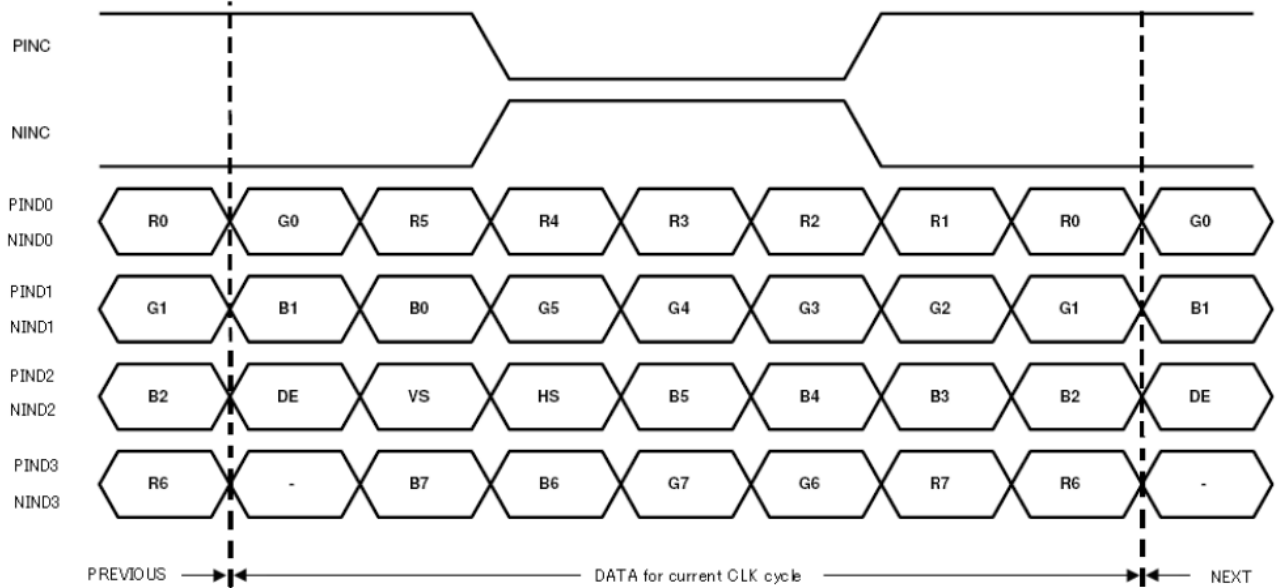 PINC
NINC
PIND0
R0 G0 R5 R4 R3 R2 R1 R0 G0
NIND0
PIND1
G1 B1 B0 G5 G4 G3 G2 G1 B1
NIND1
PIND2
B2 DE VS HS B5 B4 B3 B2 DE
NIND2
PIND3
R6 - B7 B6 G7 G6 R7 R6 -
NIND3
PREVIOUS DATA for current CLK cycle NEXT